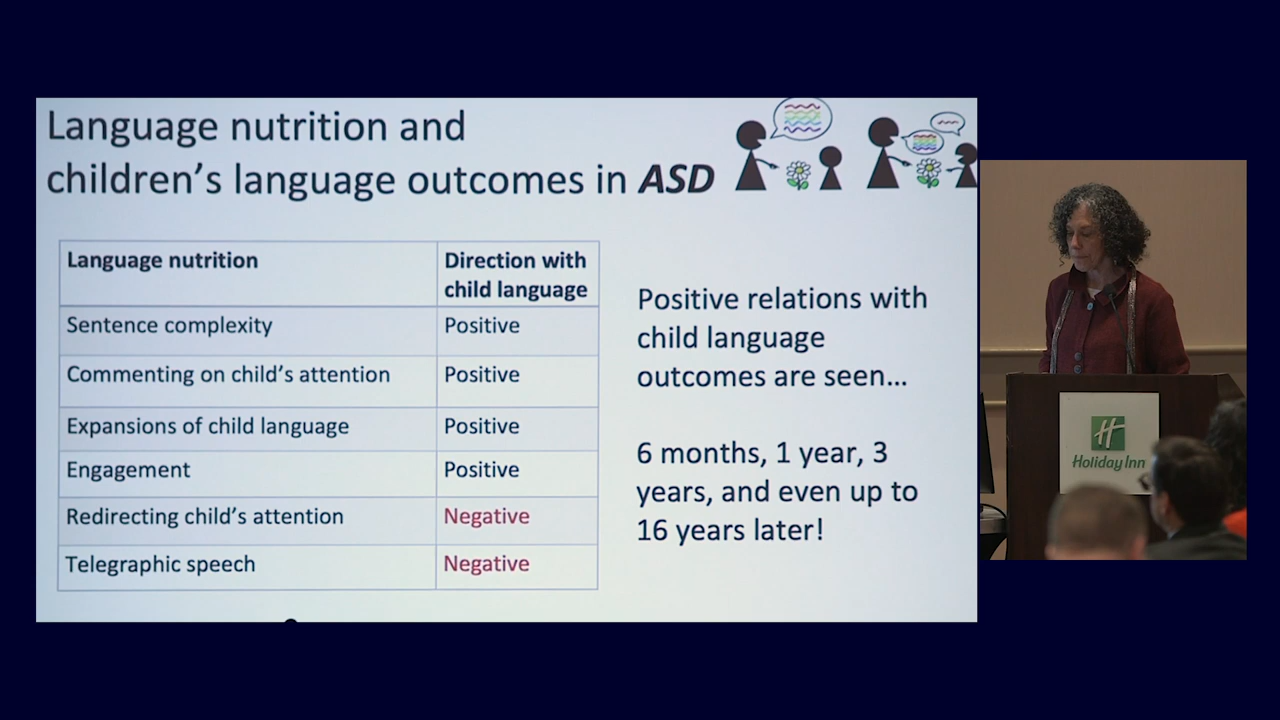 Language nutrition and
children's language outcomes in ASD
Language nutrition
Direction with
child language
Sentence complexity
Positive
Commenting on child's attention
Positive
Expansions of child language
Positive
Engagement
Positive
Redirecting child's attention
Negative
Telegraphic speech
Negative
Positive relations with
child language
outcomes are seen...
6 months, 1 year, 3
years, and even up to
16 years later!
H
Holiday Inn